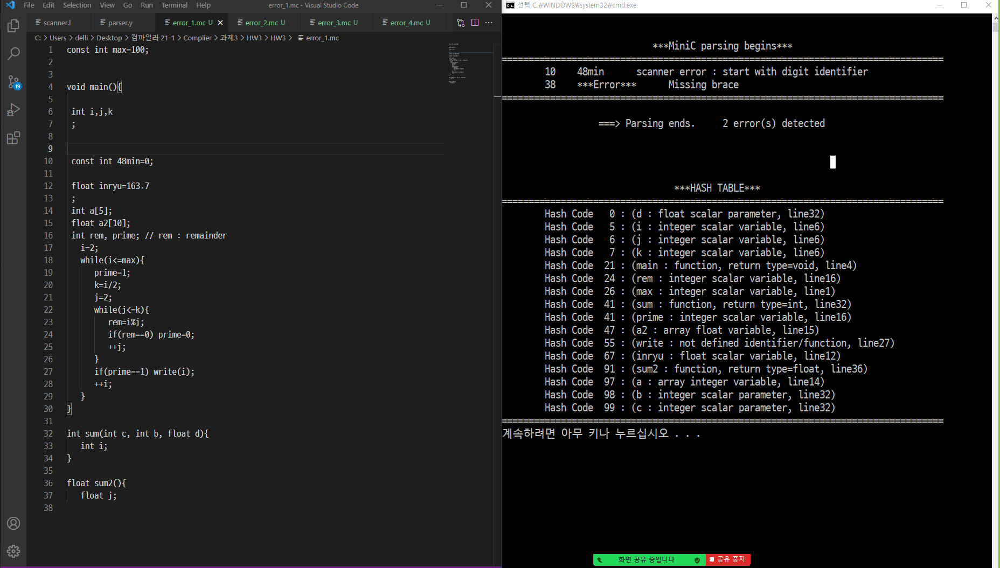 File Edit Selection View Go Run Terminal Help
error_1.mc - Visual Studio Code
scanner.l
parser.y
error_1.mc U
error_2.mc U
error_3.mc U
error_4.mc U
C: > Users > delli > Desktop > 컴파일러 21-1 > Complier > 과제3 > HW3 > HW3 > error_1.mc
19
1 const int max=100;
2
3
4 void main(){
5
6 int i,j,k
7 ;
8
9
10 const int 48min=0;
11
12 float inryu=163.7
13 ;
14 int a[5];
15 float a2[10];
16 int rem, prime; // rem : remainder
17 i=2;
18 while(i<=max){
19 prime=1;
20 k=i/2;
21 j=2;
22 while(j<=k){
23 rem=i%j;
24 if(rem==0) prime=0;
25 ++j;
26 }
27 if(prime==1) write(i);
28 ++i;
29 }
30 }
31
32 int sum(int c, int b, float d){
33 int i;
34 }
35
36 float sum2(){
37 float j;
38
선택 C:₩WINDOWS₩system32₩cmd.exe
***MiniC parsing begins***
==================================================================================
10 48min scanner error : start with digit identifier
38 ***Error*** Missing brace
==================================================================================
===> Parsing ends. 2 error(s) detected
***HASH TABLE***
==================================================================================
Hash Code 0 : (d : float scalar parameter, line32)
Hash Code 5 : (i : integer scalar variable, line6)
Hash Code 6 : (j : integer scalar variable, line6)
Hash Code 7 : (k : integer scalar variable, line6)
Hash Code 21 : (main : function, return type=void, line4)
Hash Code 24 : (rem : integer scalar variable, line16)
Hash Code 26 : (max : integer scalar variable, line1)
Hash Code 41 : (sum : function, return type=int, line32)
Hash Code 41 : (prime : integer scalar variable, line16)
Hash Code 47 : (a2 : array float variable, line15)
Hash Code 55 : (write : not defined identifier/function, line27)
Hash Code 67 : (inryu : float scalar variable, line12)
Hash Code 91 : (sum2 : function, return type=float, line36)
Hash Code 97 : (a : array integer variable, line14)
Hash Code 98 : (b : integer scalar parameter, line32)
Hash Code 99 : (c : integer scalar parameter, line32)
==================================================================================
계속하려면 아무 키나 누르십시오 . . .
화면 공유 중입니다
공유 중지